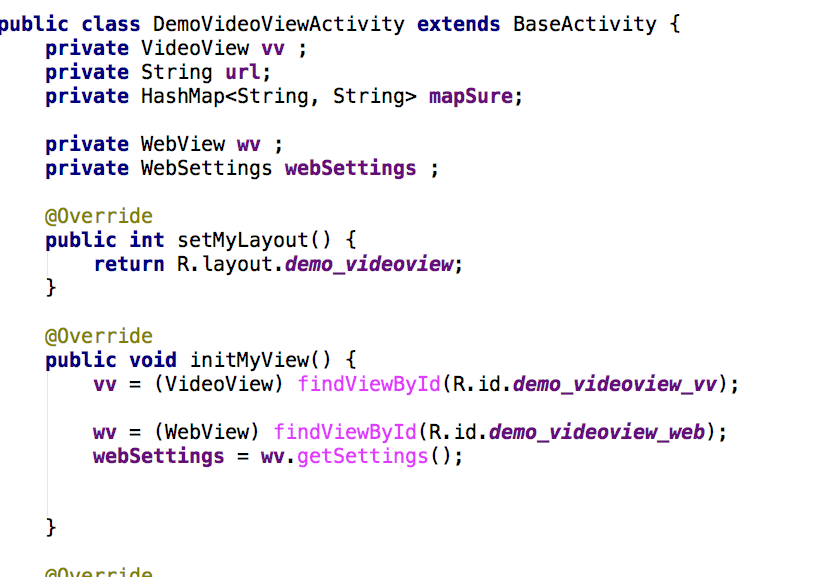 public class DemoVideoViewActivity extends BaseActivity {
    private VideoView vv ;
    private String url;
    private HashMap<String, String> mapSure;

    private WebView wv ;
    private WebSettings webSettings ;

    @Override
    public int setMyLayout() {
        return R.layout.demo_videoview;
    }

    @Override
    public void initMyView() {
        vv = (VideoView) findViewById(R.id.demo_videoview_vv);

        wv = (WebView) findViewById(R.id.demo_videoview_web);
        webSettings = wv.getSettings();


    }

    @Override